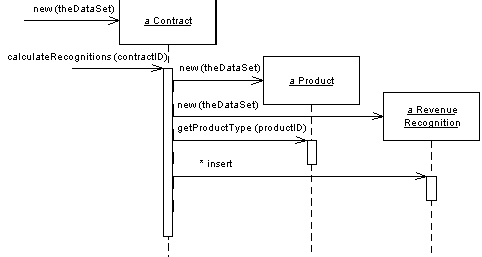 new (theDataSet)
a Contract
calculateRecognitions (contractID)
new (theDataSet)
a Product
new (theDataSet)
a Revenue
Recognition
getProductType (productID)
* insert